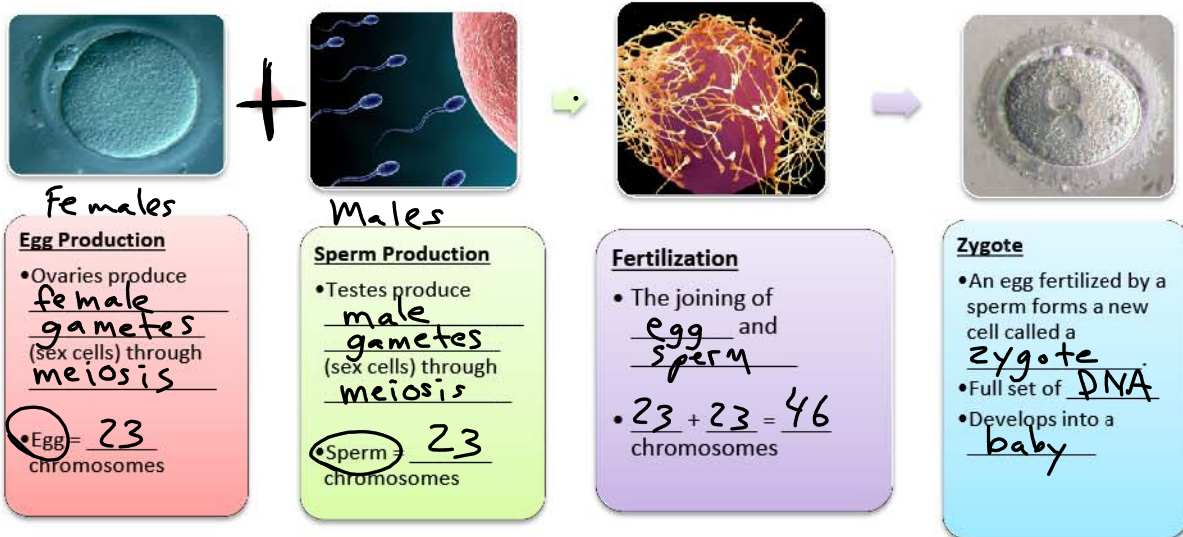 Females
Egg Production
•Ovaries produce
female
gametes
(sex cells) through
meiosis
•Egg = 23
chromosomes
Males
Sperm Production
•Testes produce
male
gametes
(sex cells) through
meiosis
•Sperm = 23
chromosomes
Fertilization
• The joining of
egg and
sperm
• 23 + 23 = 46
chromosomes
Zygote
•An egg fertilized by a
sperm forms a new
cell called a
zygote
•Full set of DNA
•Develops into a
baby